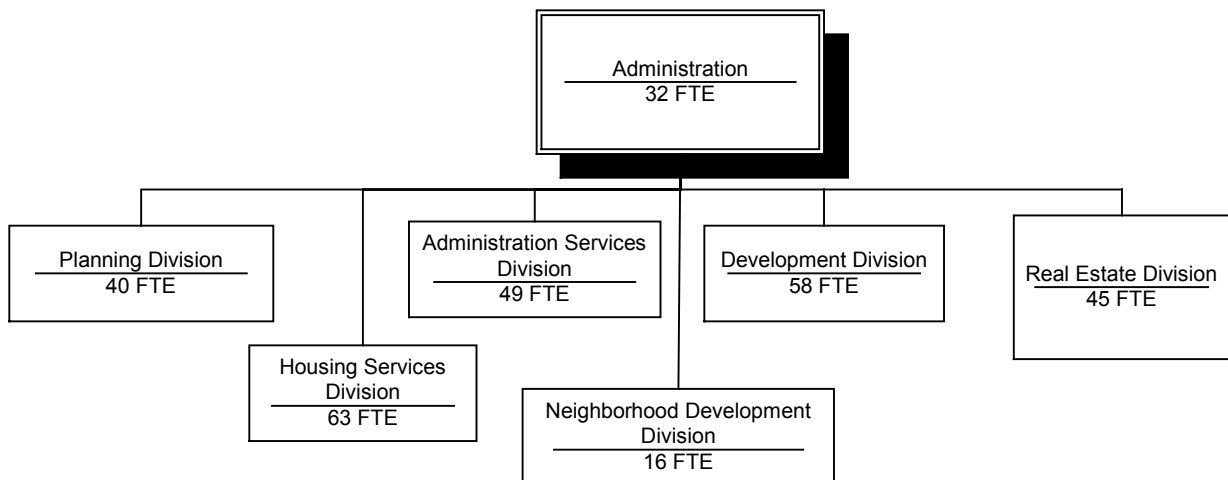 Administration
32 FTE
Planning Division
40 FTE
Administration Services
Division
49 FTE
Development Division
58 FTE
Real Estate Division
45 FTE
Housing Services
Division
63 FTE
Neighborhood Development
Division
16 FTE